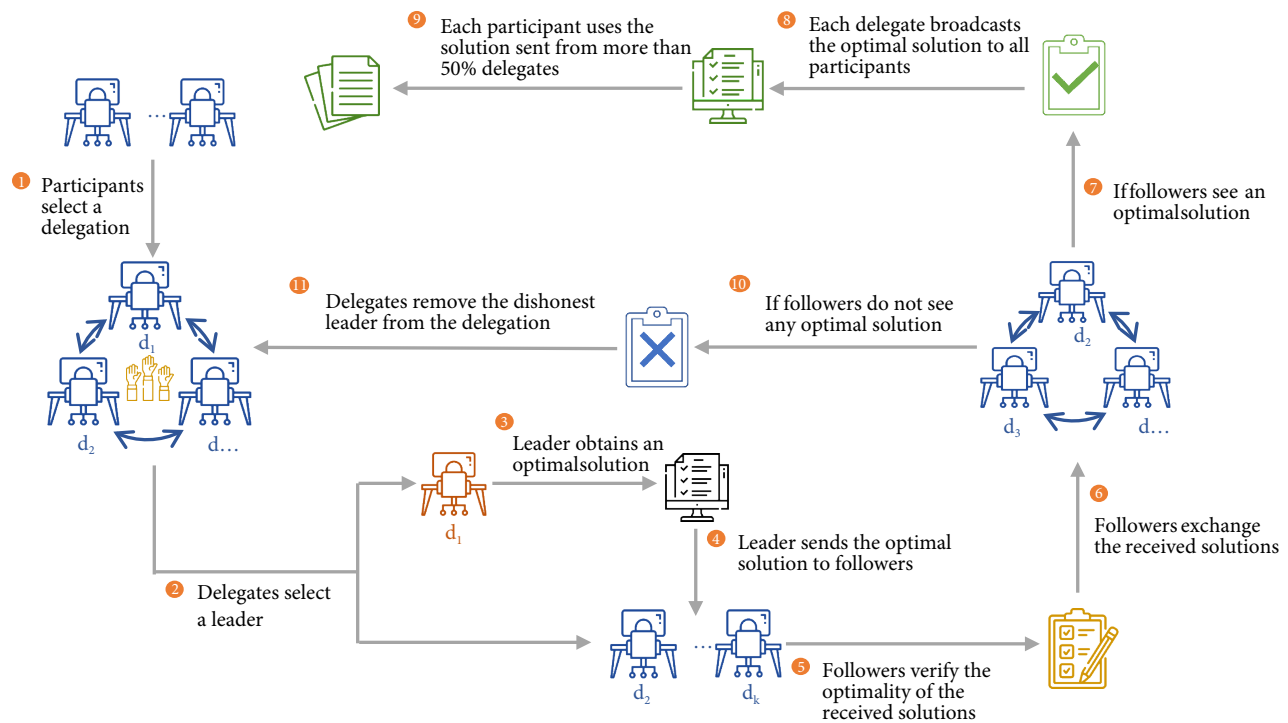 9 Each participant uses the
solution sent from more than
50% delegates
8 Each delegate broadcasts
the optimal solution to all
participants
...
1 Participants
select a
delegation
7 If followers see an
optimalsolution
11 Delegates remove the dishonest
leader from the delegation
10 If followers do not see
any optimal solution
d1
d2
d...
d2
d3
d...
3 Leader obtains an
optimalsolution
d1
6 Followers exchange
the received solutions
4 Leader sends the optimal
solution to followers
2 Delegates select
a leader
...
d2
dk
5 Followers verify the
optimality of the
received solutions